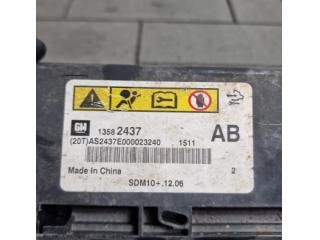 GM 1358 2437 AB
(20T)AS2437E000023240 1511
Made in China 2
SDM10+.12.06